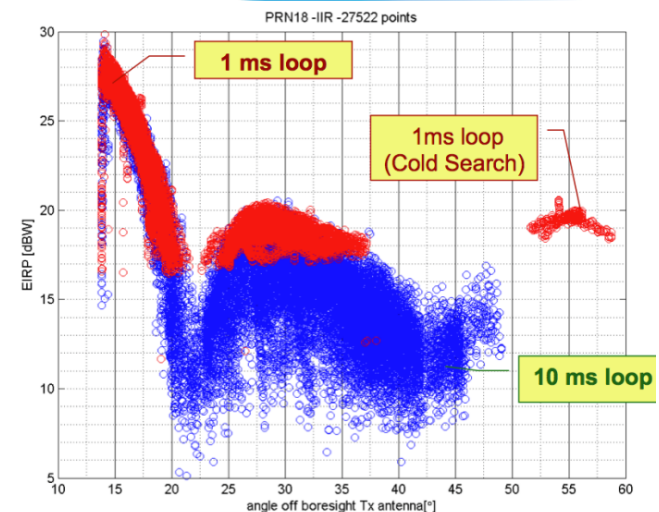 PRN18 -IIR -27522 points
1 ms loop
1ms loop
(Cold Search)
10 ms loop
EIRP [dBW]
30
25
20
15
10
5
10 15 20 25 30 35 40 45 50 55 60
angle off boresight Tx antenna[°]